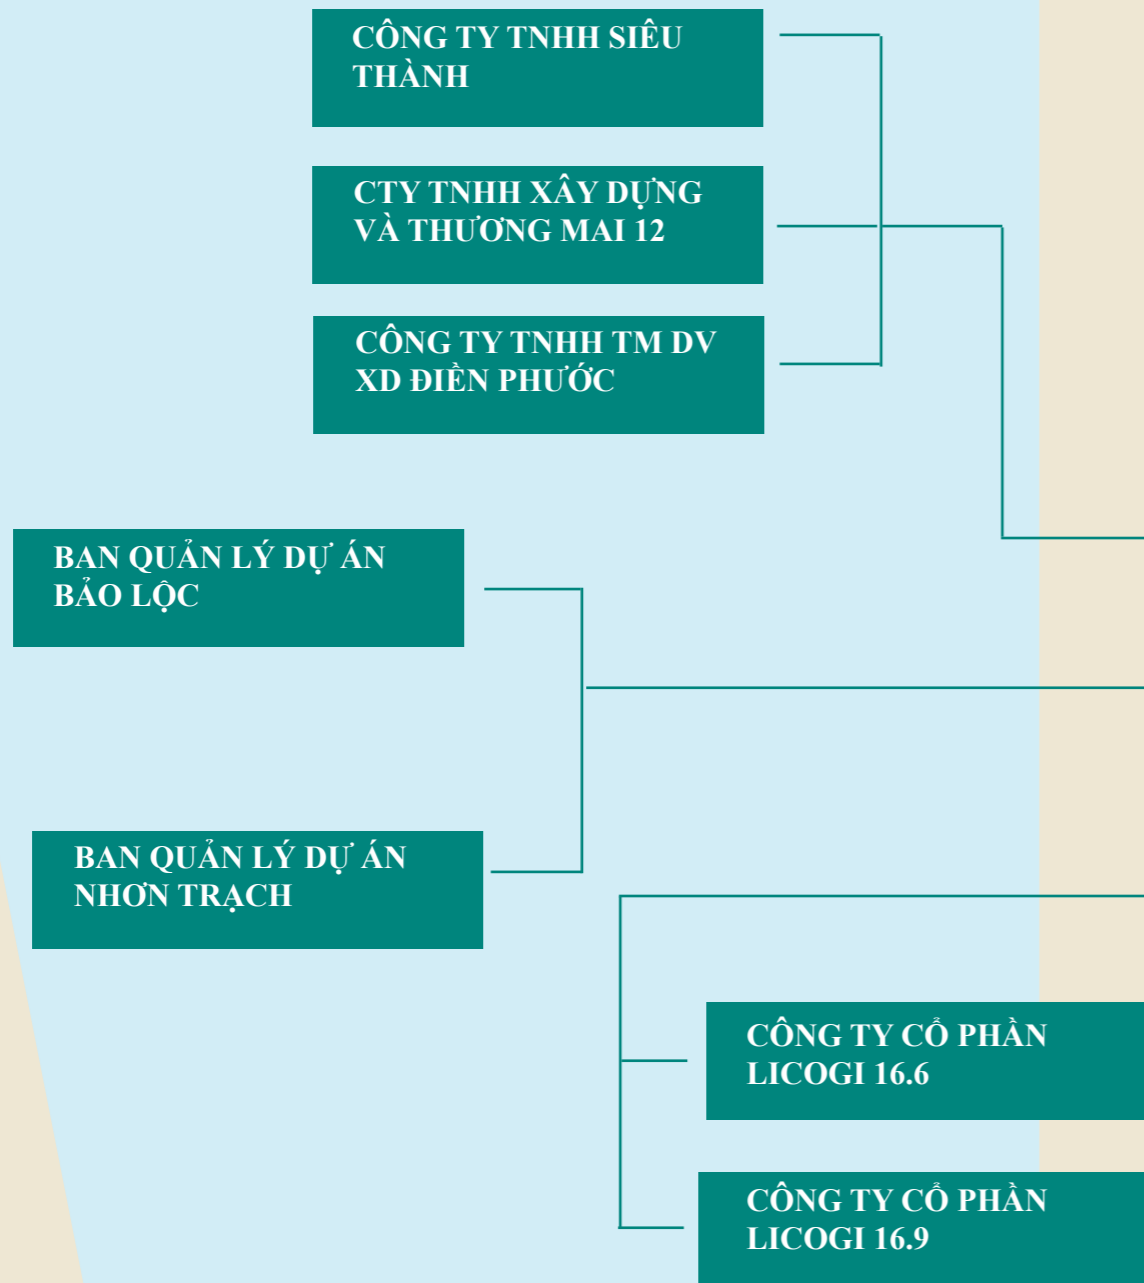 CÔNG TY TNHH SIÊU
THÀNH
CTY TNHH XÂY DỰNG
VÀ THƯƠNG MAI 12
CÔNG TY TNHH TM DV
XD ĐIỀN PHƯỚC
BAN QUẢN LÝ DỰ ÁN
BẢO LỘC
BAN QUẢN LÝ DỰ ÁN
NHƠN TRẠCH
CÔNG TY CỔ PHẦN
LICOGI 16.6
CÔNG TY CỔ PHẦN
LICOGI 16.9